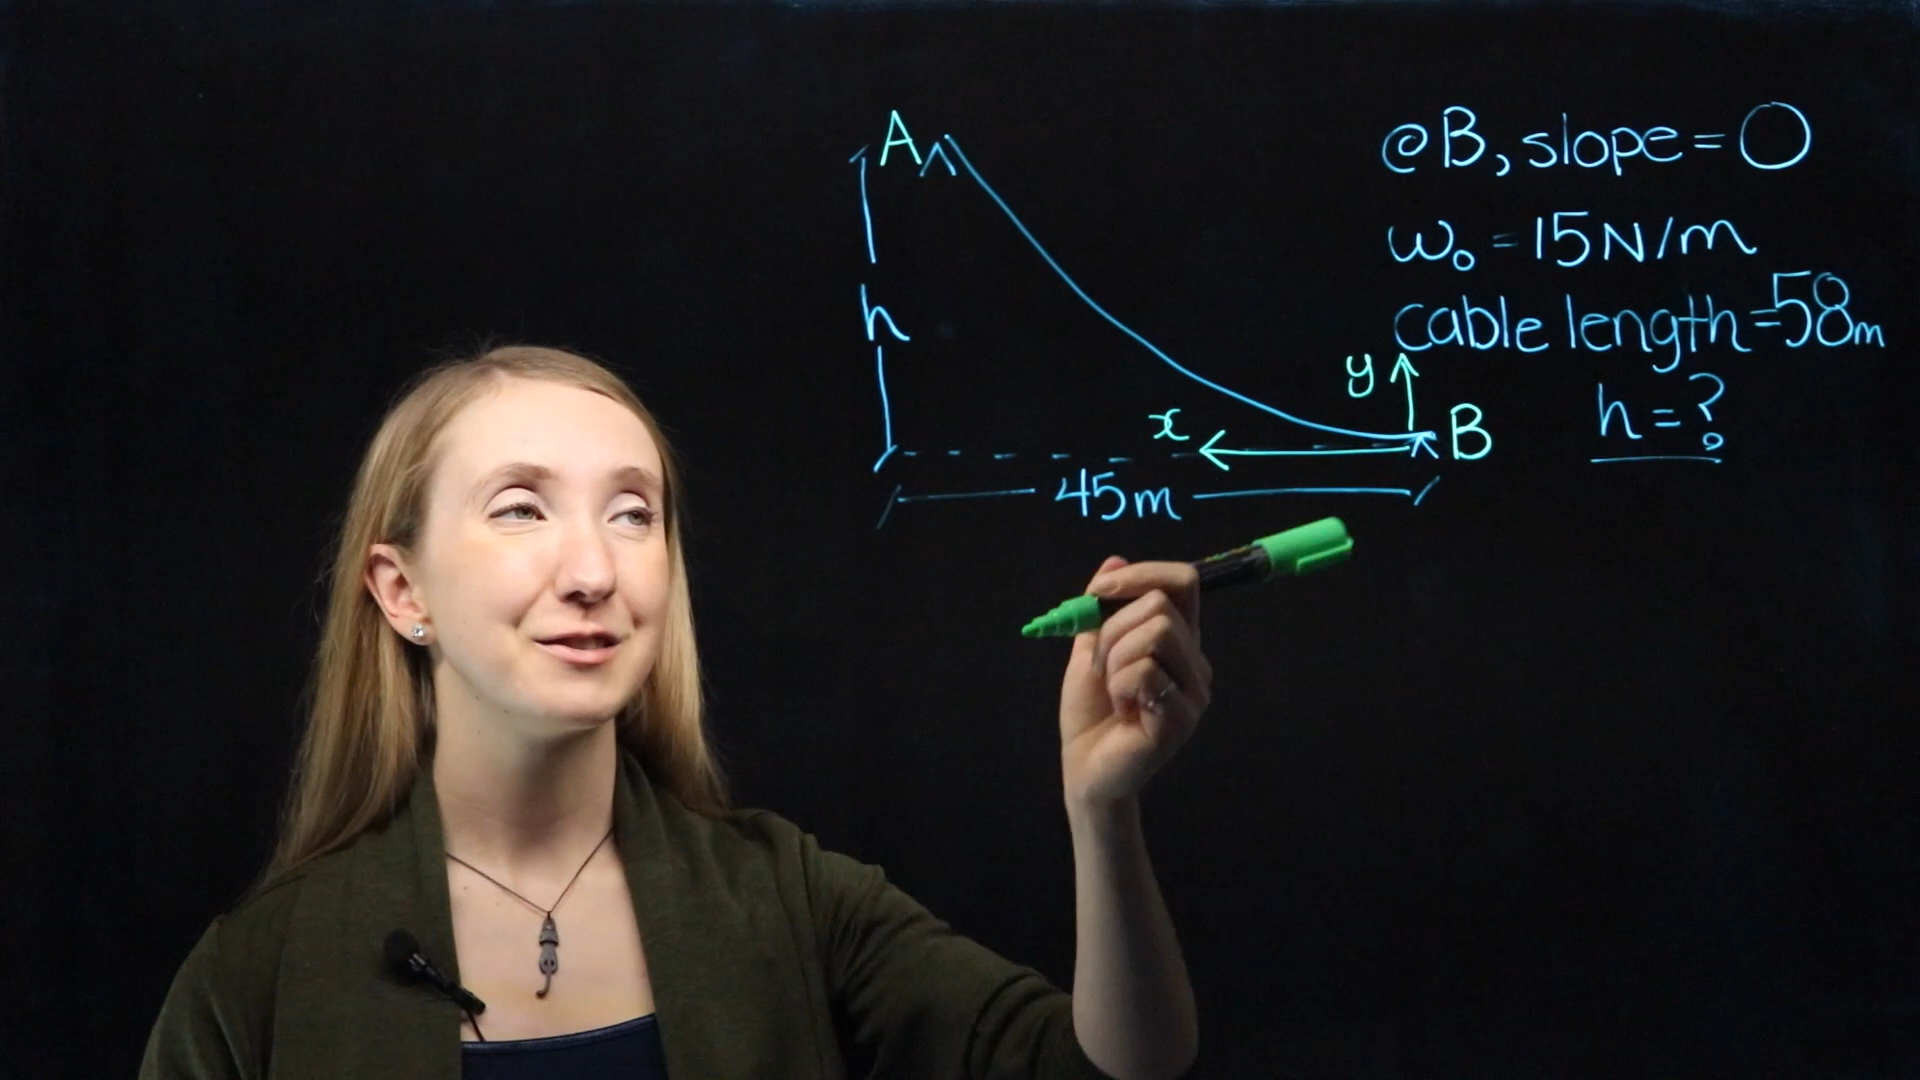 A
@B, slope = 0
w₀ = 15 N/m
h
cable length = 58m
y
x
B
h = ?
45m